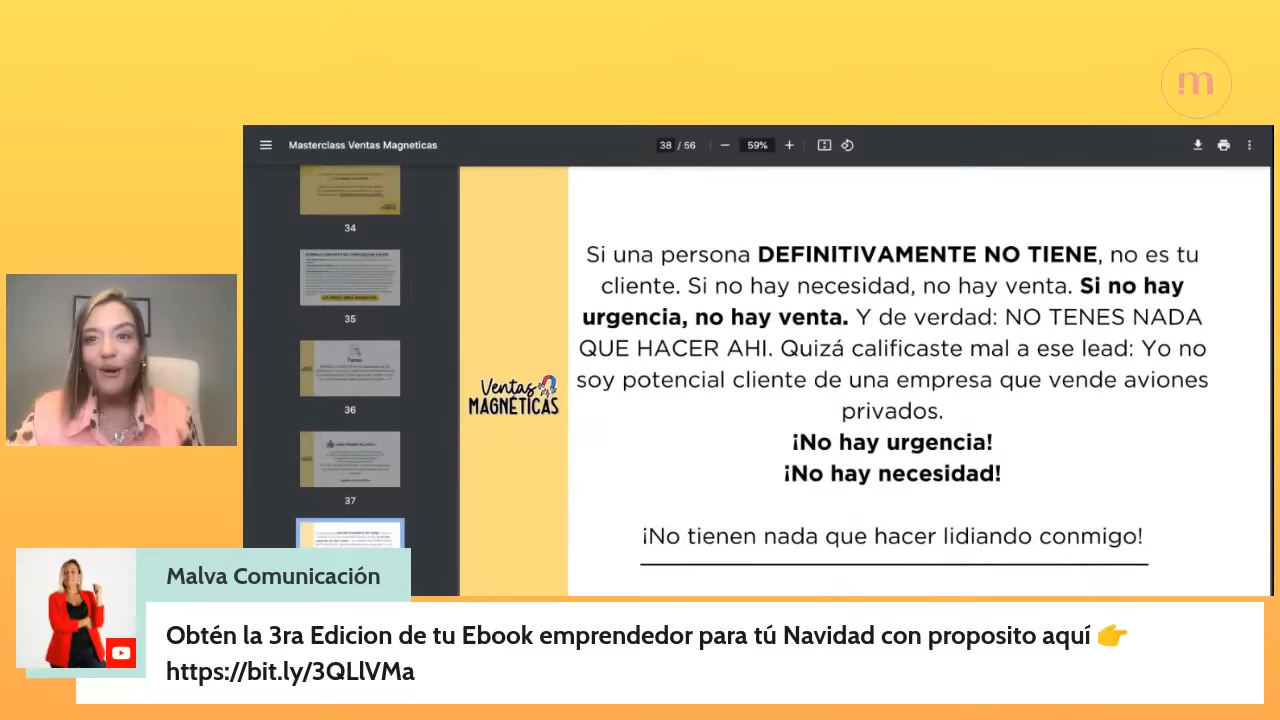 m
Masterclass Ventas Magneticas
38 / 56
59%
34
35
36
37
Si una persona DEFINITIVAMENTE NO TIENE, no es tu
cliente. Si no hay necesidad, no hay venta. Si no hay
urgencia, no hay venta. Y de verdad: NO TENES NADA
QUE HACER AHI. Quizá calificaste mal a ese lead: Yo no
soy potencial cliente de una empresa que vende aviones
privados.
¡No hay urgencia!
¡No hay necesidad!
¡No tienen nada que hacer lidiando conmigo!
Ventas
MAGNÉTICAS
Malva Comunicación
Obtén la 3ra Edicion de tu Ebook emprendedor para tú Navidad con proposito aquí 👉
https://bit.ly/3QLlVMa